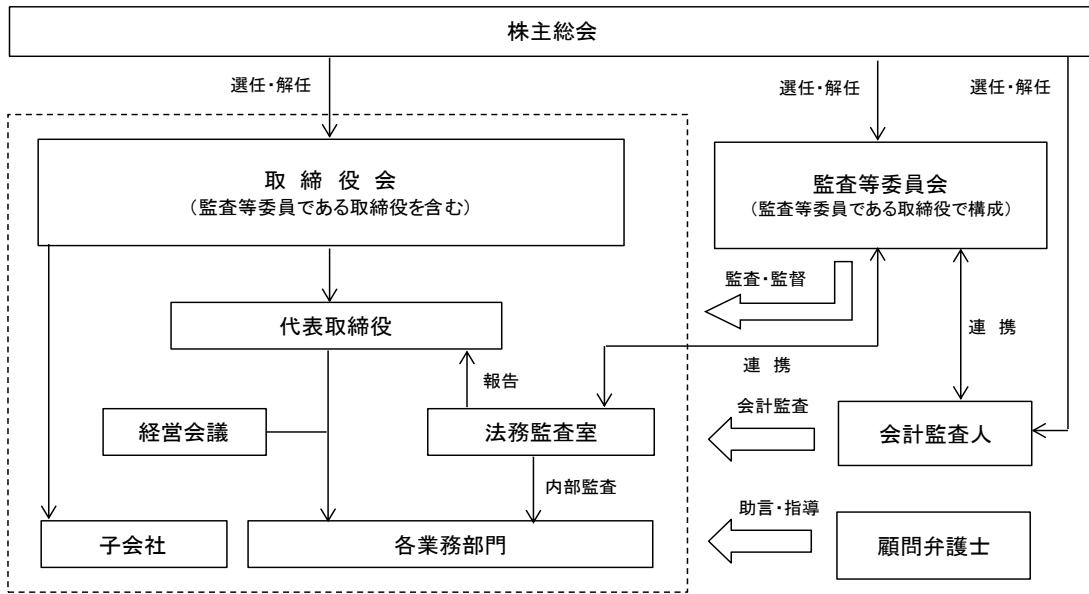 株主総会
選任・解任
選任・解任
選任・解任
取 締 役 会
（監査等委員である取締役を含む）
監査等委員会
（監査等委員である取締役で構成）
監査・監督
代表取締役
連 携
連 携
報告
会計監査
経営会議
法務監査室
会計監査人
内部監査
助言・指導
子会社
各業務部門
顧問弁護士